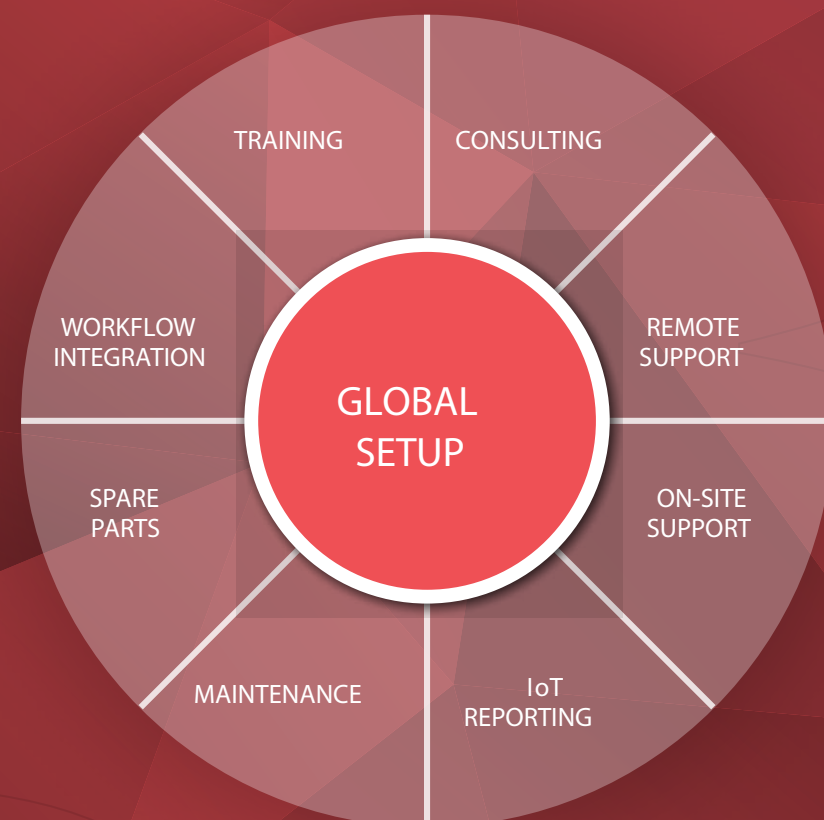 TRAINING
CONSULTING
WORKFLOW
INTEGRATION
REMOTE
SUPPORT
GLOBAL
SETUP
SPARE
PARTS
ON-SITE
SUPPORT
MAINTENANCE
IoT
REPORTING